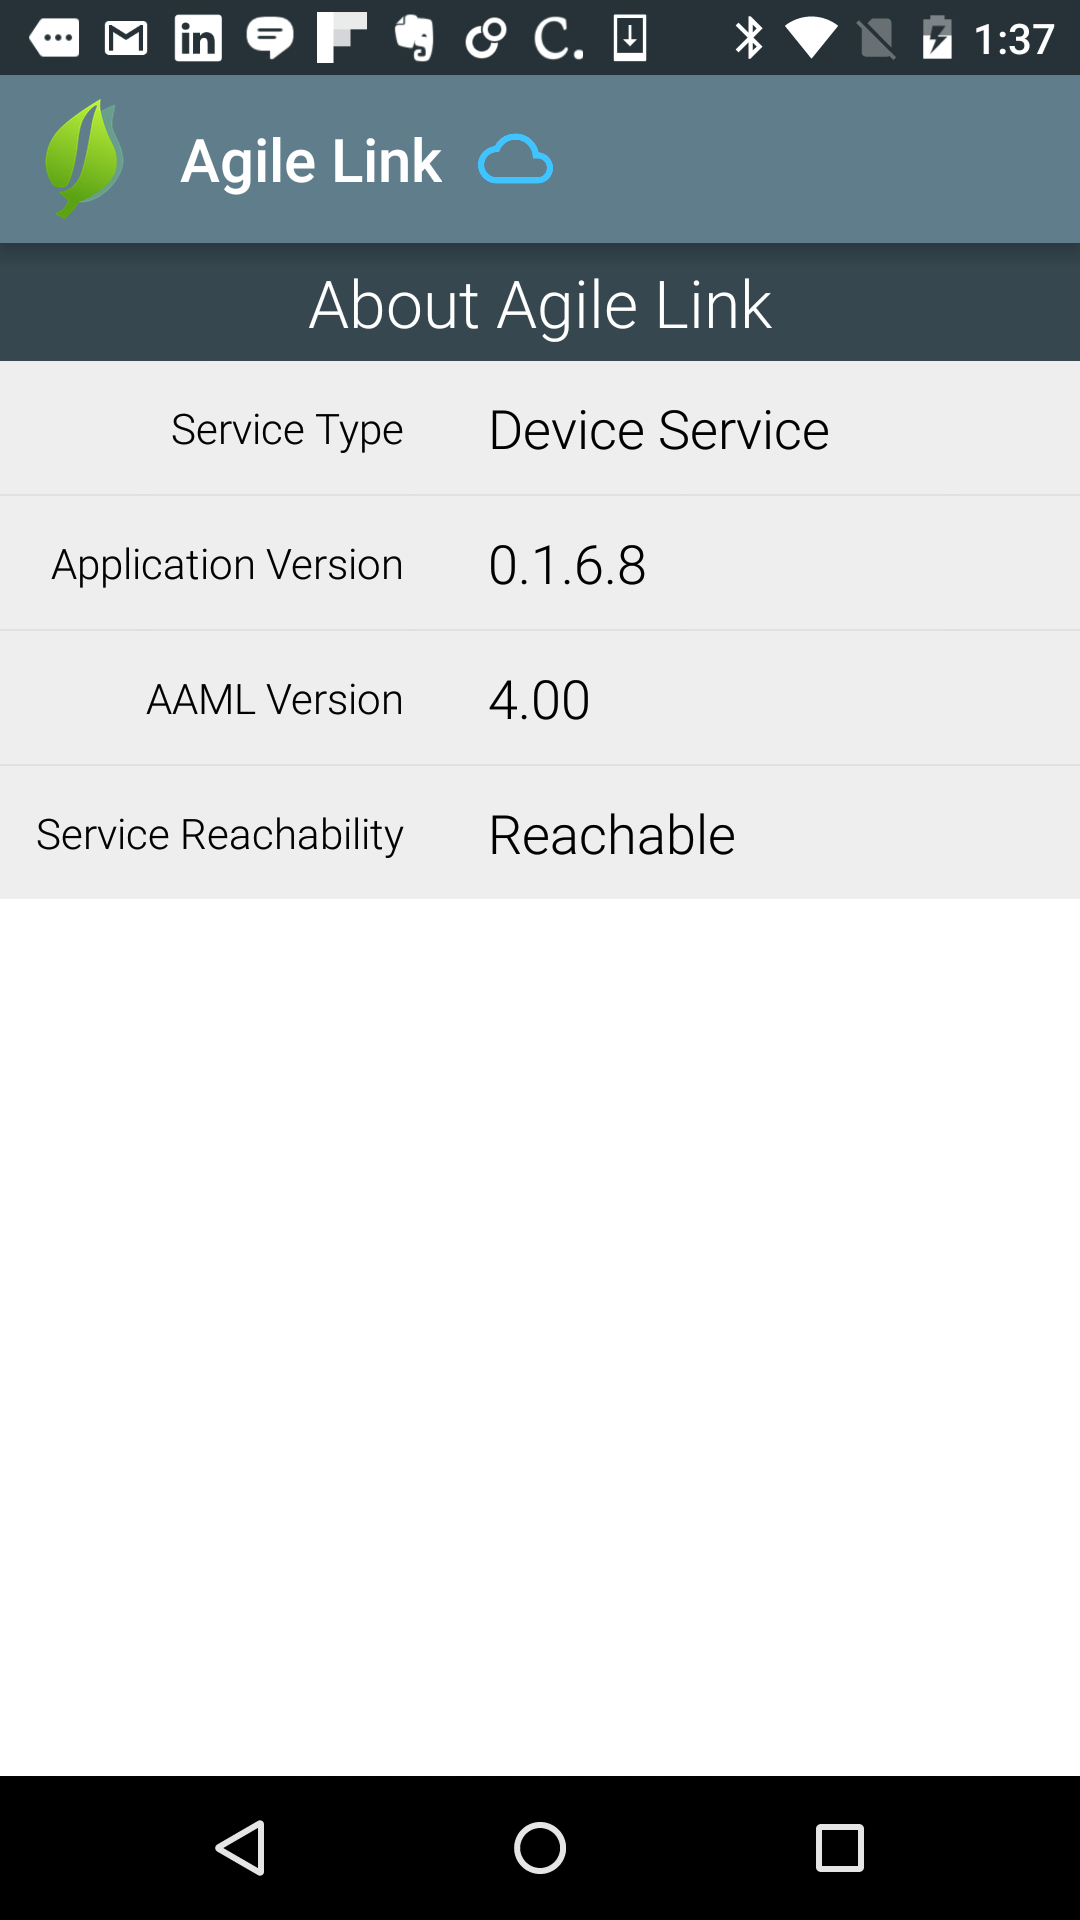 in C. 1:37
Agile Link
About Agile Link
Service Type Device Service
Application Version 0.1.6.8
AAML Version 4.00
Service Reachability Reachable